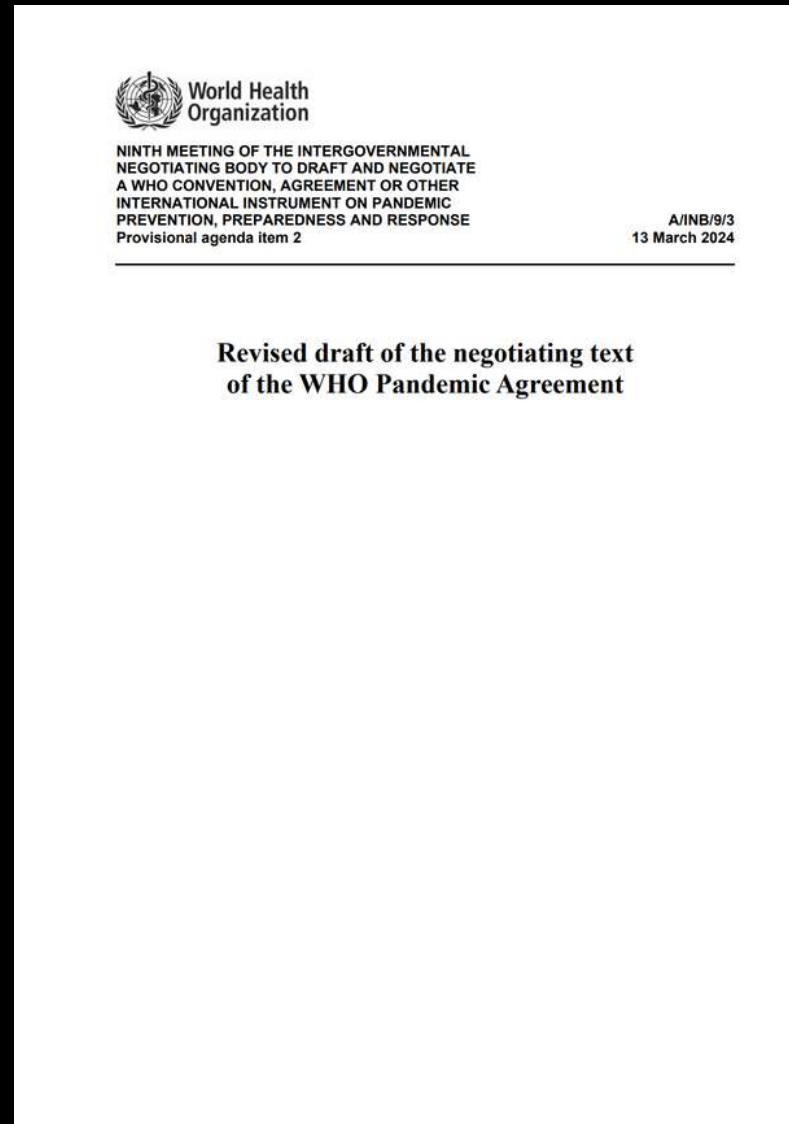 World Health
Organization
NINTH MEETING OF THE INTERGOVERNMENTAL
NEGOTIATING BODY TO DRAFT AND NEGOTIATE
A WHO CONVENTION, AGREEMENT OR OTHER
INTERNATIONAL INSTRUMENT ON PANDEMIC
PREVENTION, PREPAREDNESS AND RESPONSE A/INB/9/3
Provisional agenda item 2 13 March 2024
Revised draft of the negotiating text
of the WHO Pandemic Agreement